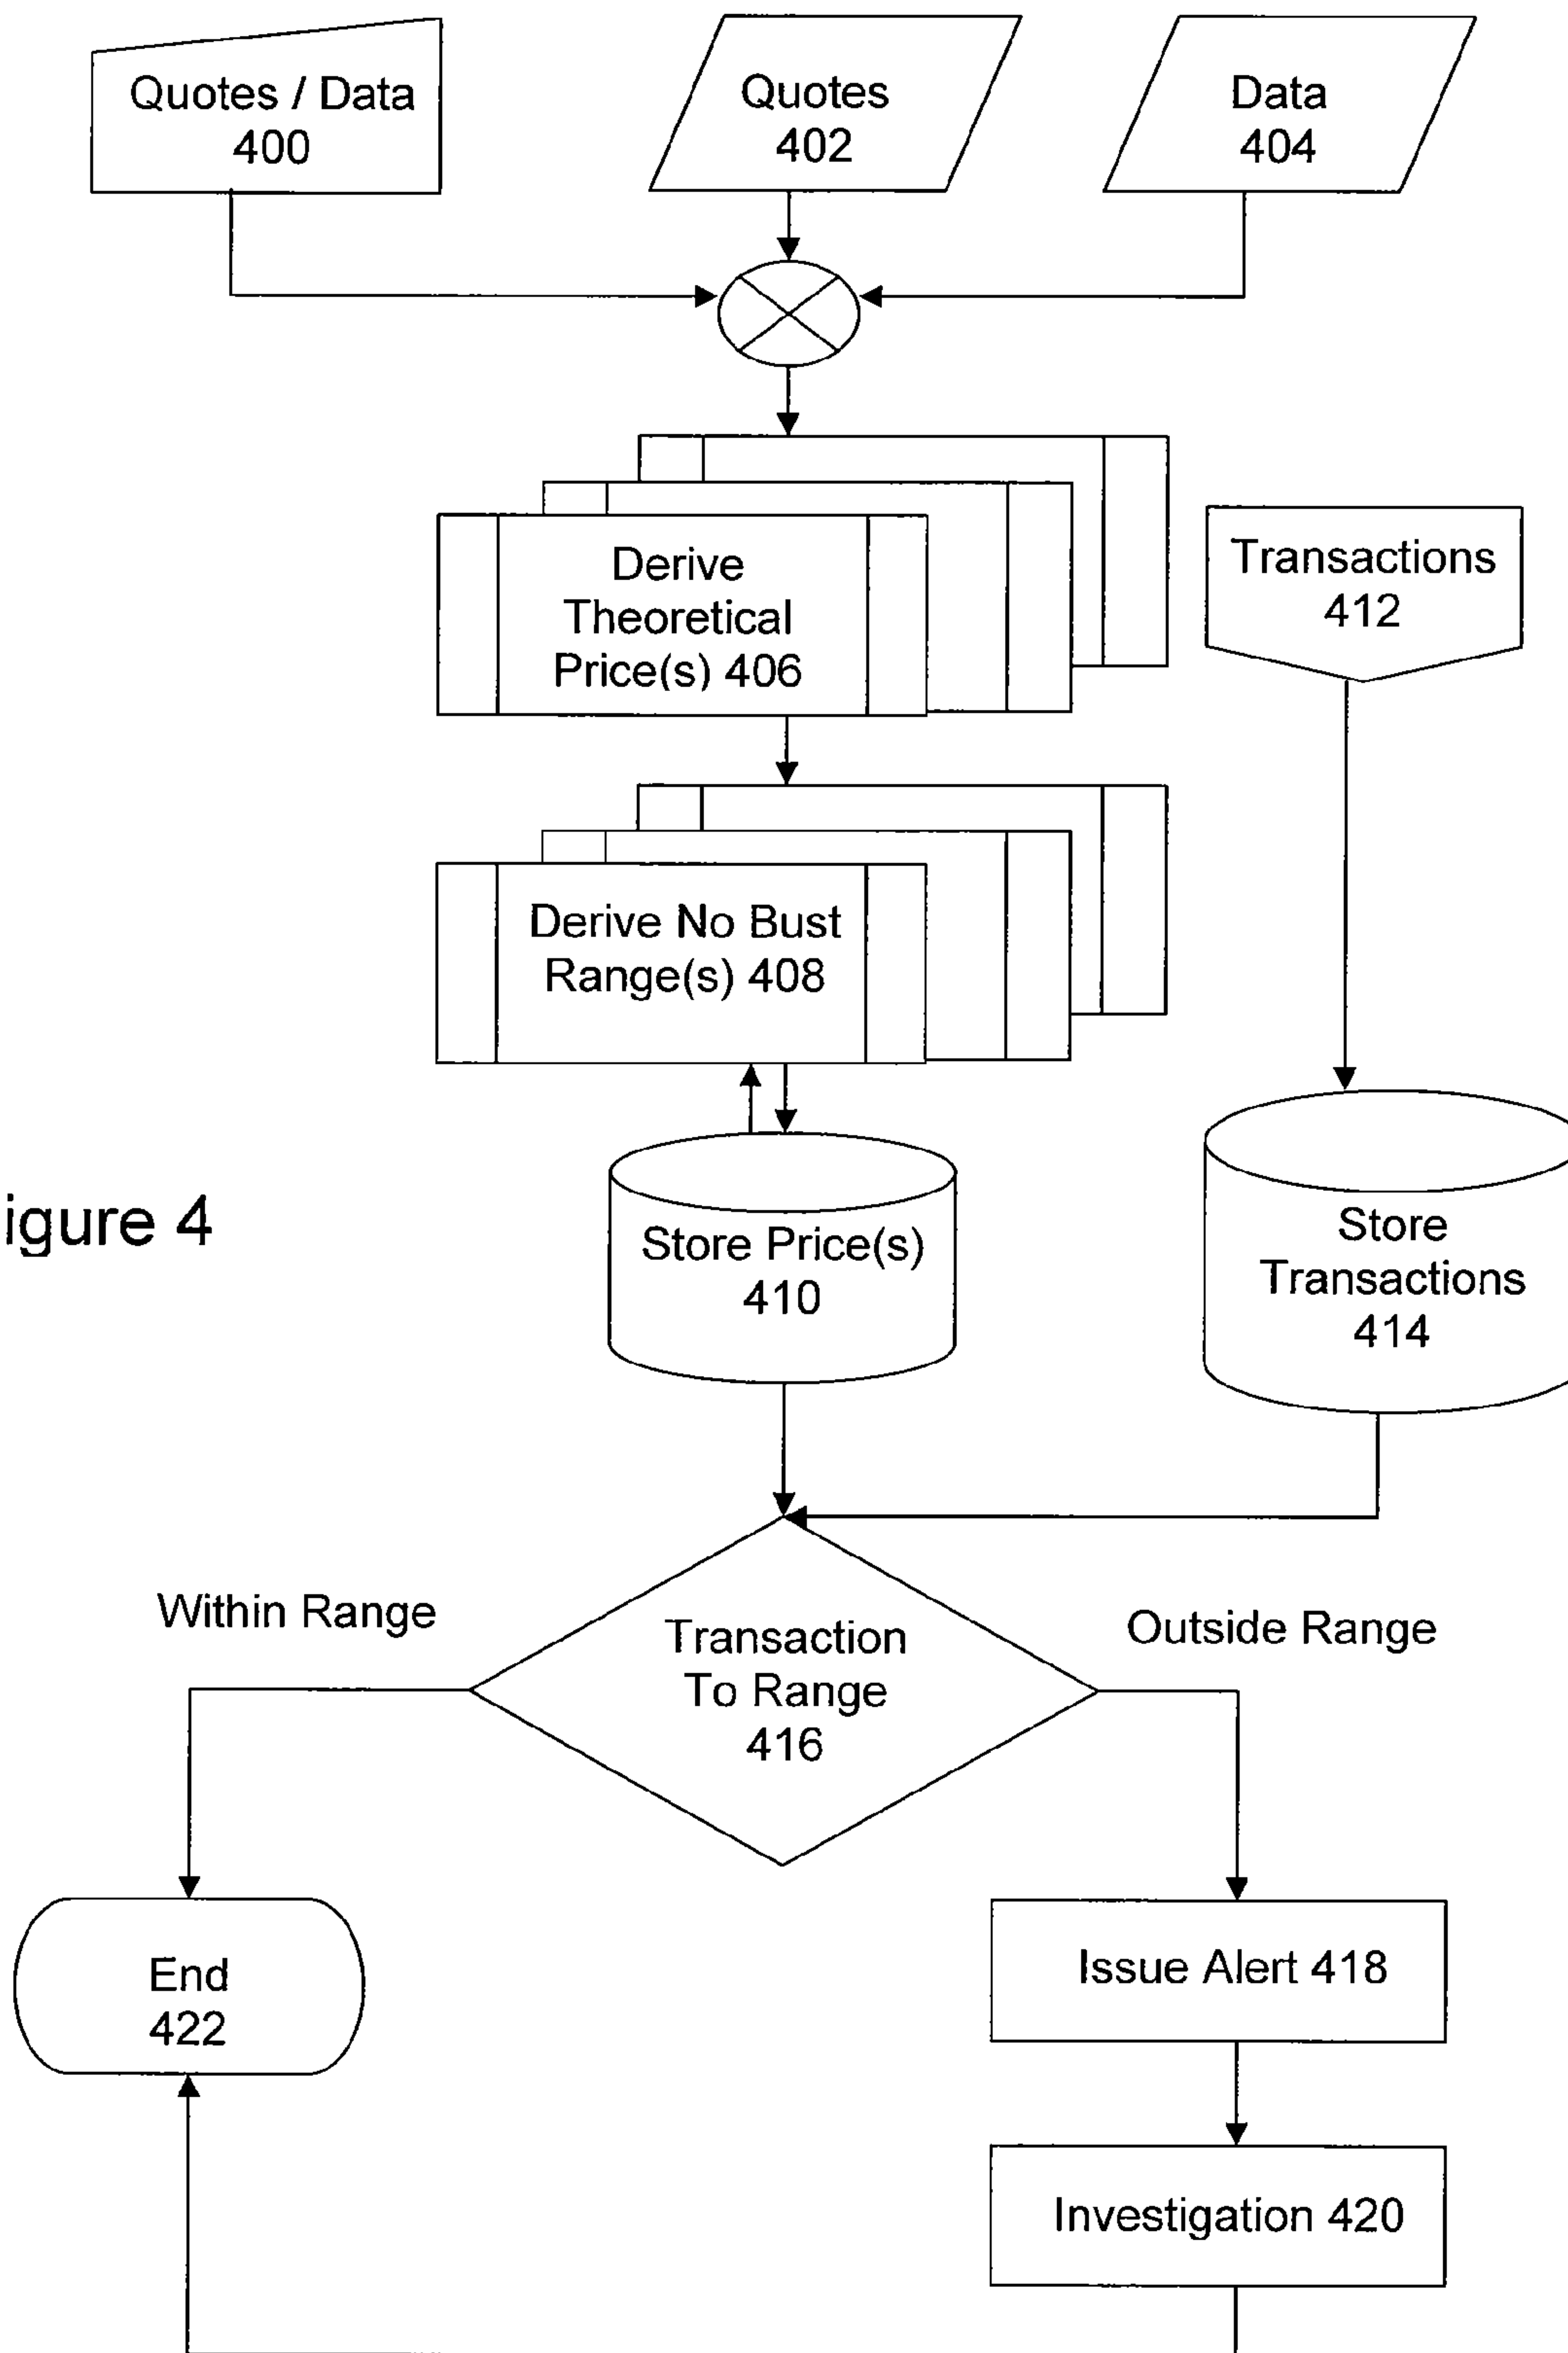 Quotes / Data
400
Quotes
402
Data
404
Derive
Theoretical
Price(s) 406
Transactions
412
Derive No Bust
Range(s) 408
igure 4
Store Price(s)
410
Store
Transactions
414
Within Range
Transaction
To Range
416
Outside Range
End
422
Issue Alert 418
Investigation 420